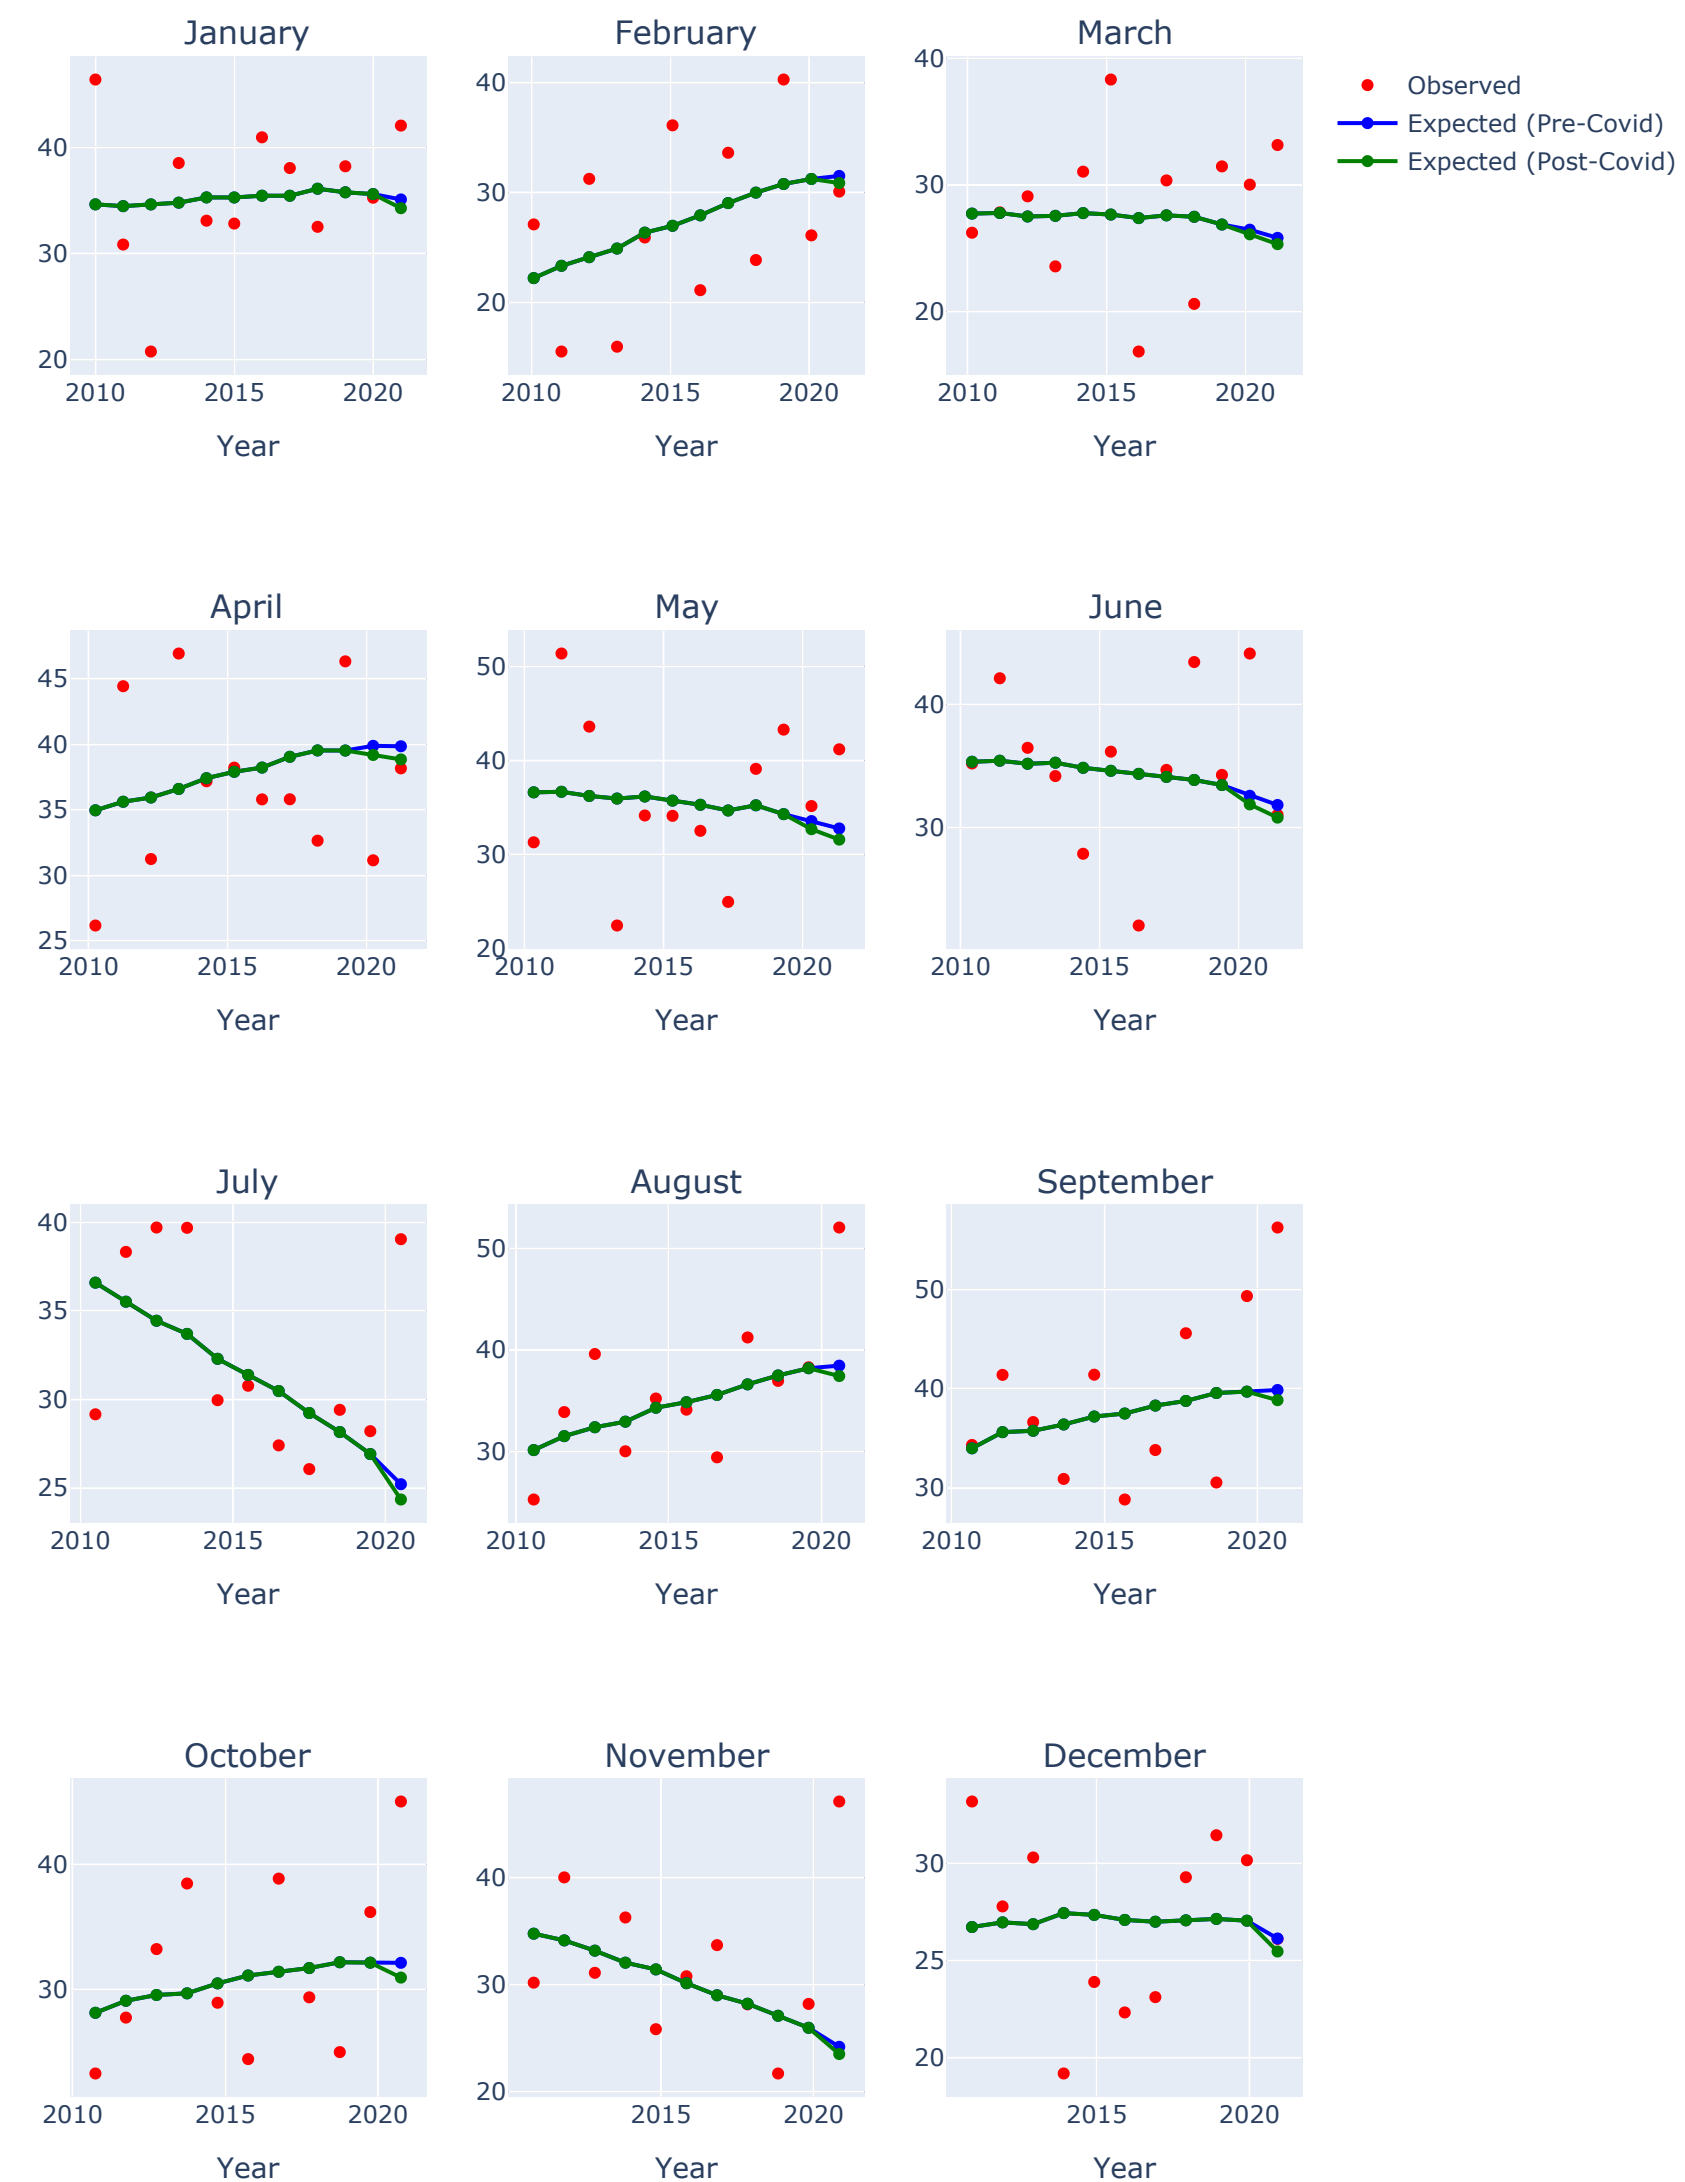 January
February
March
40
30
20
2010 2015 2020
Year
40
30
20
2010 2015 2020
Year
40
30
20
2010 2015 2020
Year
Observed
Expected (Pre-Covid)
Expected (Post-Covid)
April
May
June
45
40
35
30
25
2010 2015 2020
Year
50
40
30
20
2010 2015 2020
Year
40
30
2010 2015 2020
Year
July
August
September
40
35
30
25
2010 2015 2020
Year
50
40
30
2010 2015 2020
Year
50
40
30
2010 2015 2020
Year
October
November
December
40
30
2010 2015 2020
Year
40
30
20
2015 2020
Year
30
25
20
2015 2020
Year